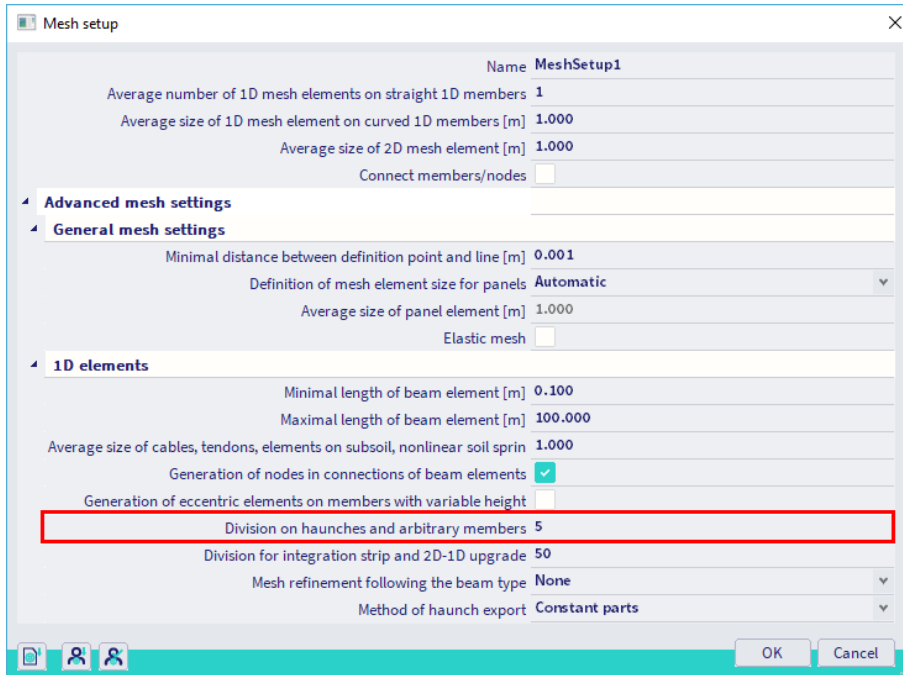 Mesh setup
Name MeshSetup1
Average number of 1D mesh elements on straight 1D members 1
Average size of 1D mesh element on curved 1D members [m] 1.000
Average size of 2D mesh element [m] 1.000
Connect members/nodes
Advanced mesh settings
General mesh settings
Minimal distance between definition point and line [m] 0.001
Definition of mesh element size for panels Automatic
Average size of panel element [m] 1.000
Elastic mesh
1D elements
Minimal length of beam element [m] 0.100
Maximal length of beam element [m] 100.000
Average size of cables, tendons, elements on subsoil, nonlinear soil sprin 1.000
Generation of nodes in connections of beam elements
Generation of eccentric elements on members with variable height
Division on haunches and arbitrary members 5
Division for integration strip and 2D-1D upgrade 50
Mesh refinement following the beam type None
Method of haunch export Constant parts
OK Cancel